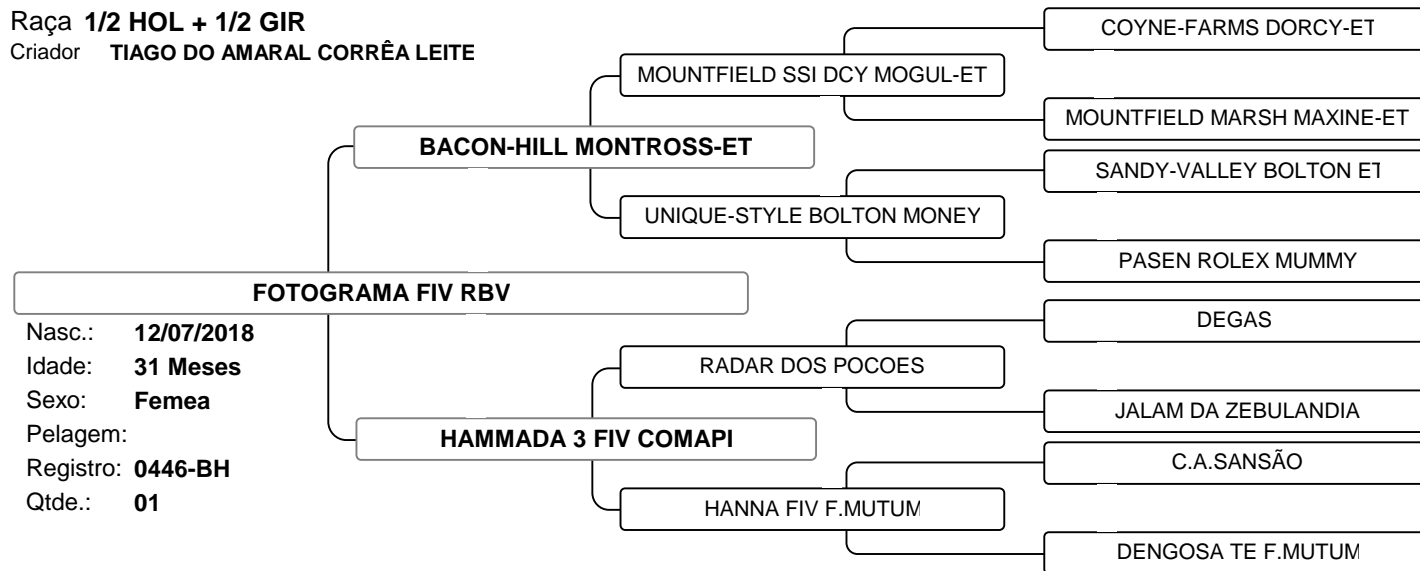 Raça 1/2 HOL + 1/2 GIR
Criador TIAGO DO AMARAL CORRÊA LEITE
COYNE-FARMS DORCY-ET
MOUNTFIELD SSI DCY MOGUL-ET
MOUNTFIELD MARSH MAXINE-ET
BACON-HILL MONTROSS-ET
SANDY-VALLEY BOLTON ET
UNIQUE-STYLE BOLTON MONEY
PASEN ROLEX MUMMY
FOTOGRAMA FIV RBV
Nasc.: 12/07/2018
Idade: 31 Meses
Sexo: Femea
Pelagem:
Registro: 0446-BH
Qtde.: 01
DEGAS
RADAR DOS POCOES
JALAM DA ZEBULANDIA
HAMMADA 3 FIV COMAPI
C.A.SANSÃO
HANNA FIV F.MUTUM
DENGOSA TE F.MUTUM